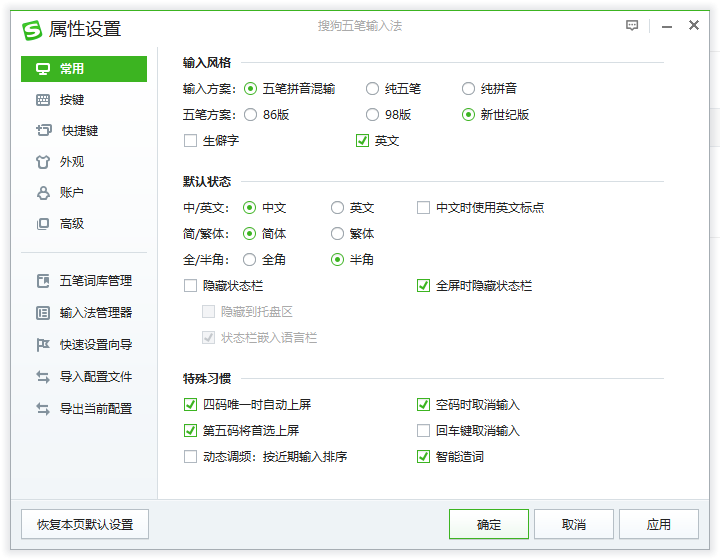 属性设置
搜狗五笔输入法
常用
按键
快捷键
外观
账户
高级
五笔词库管理
输入法管理器
快速设置向导
导入配置文件
导出当前配置
输入风格
输入方案： 五笔拼音混输 纯五笔 纯拼音
五笔方案： 86版 98版 新世纪版
生僻字 英文
默认状态
中/英文： 中文 英文 中文时使用英文标点
简/繁体： 简体 繁体
全/半角： 全角 半角
隐藏状态栏 全屏时隐藏状态栏
隐藏到托盘区
状态栏嵌入语言栏
特殊习惯
四码唯一时自动上屏 空码时取消输入
第五码将首选上屏 回车键取消输入
动态调频：按近期输入排序 智能造词
恢复本页默认设置 确定 取消 应用